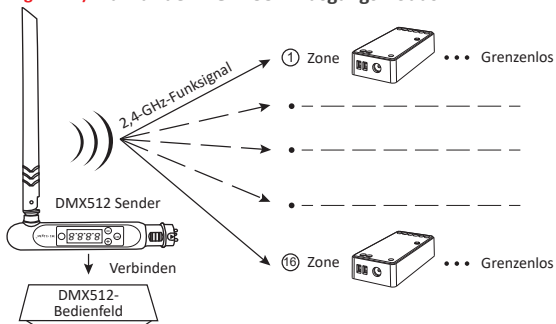 1 Zone ••• Grenzenlos
2,4-GHz-Funksignal
DMX512 Sender
16 Zone ••• Grenzenlos
Verbinden
DMX512-
Bedienfeld